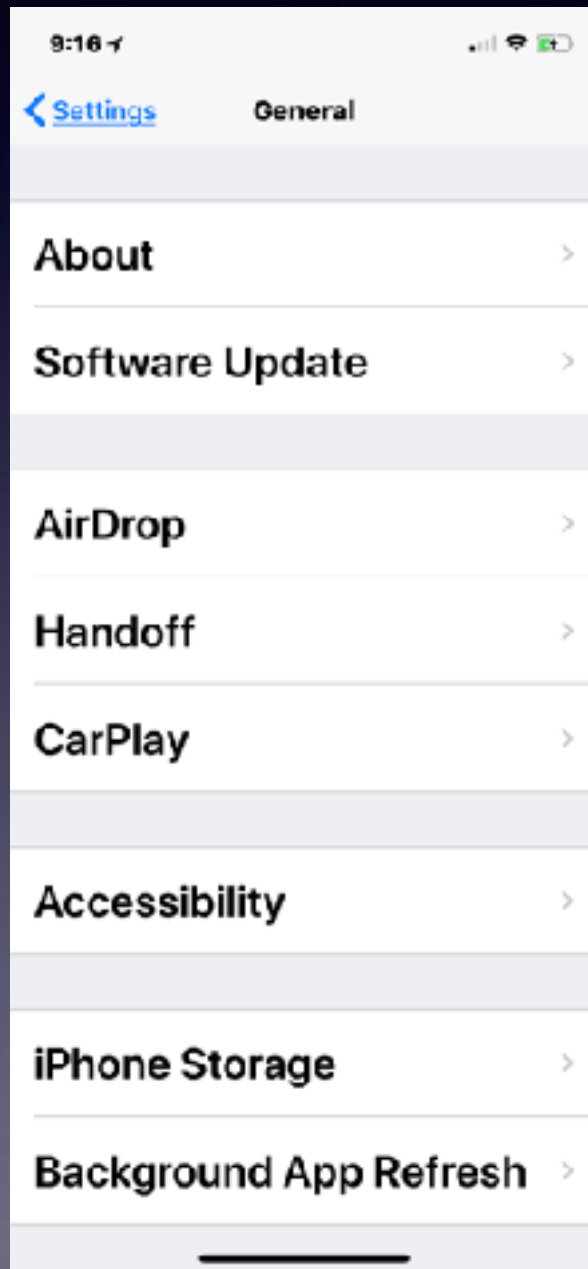 9:16
Settings General
About
Software Update
AirDrop
Handoff
CarPlay
Accessibility
iPhone Storage
Background App Refresh